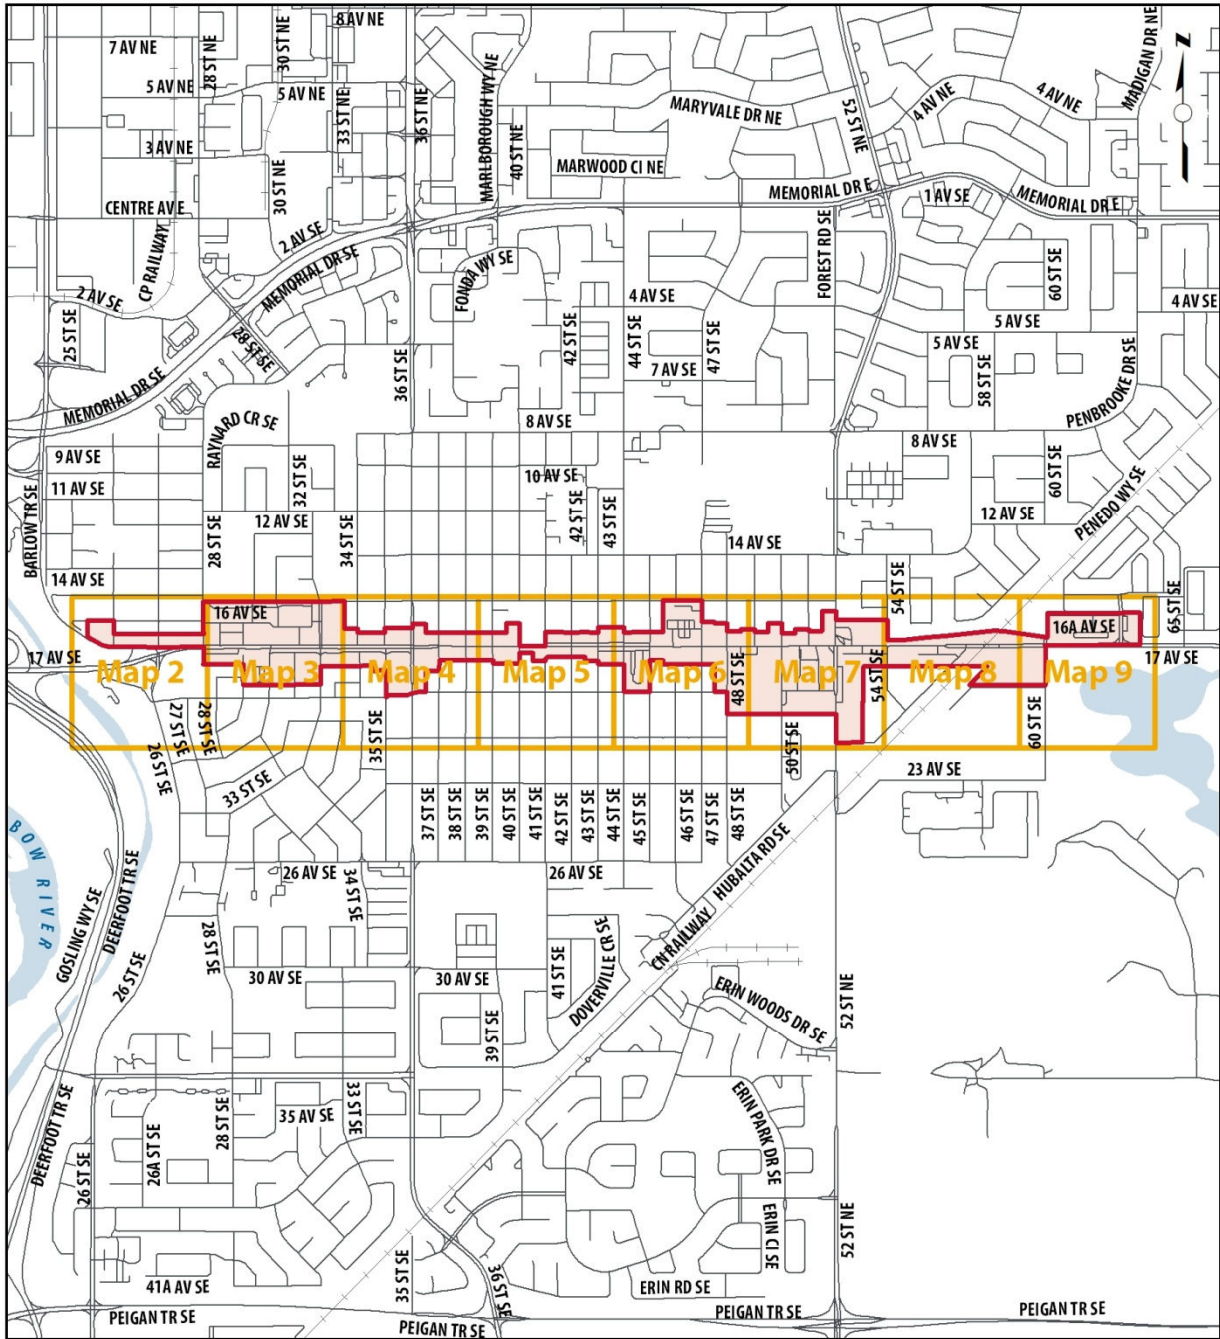 8 AV NE
7 AV NE
28 ST NE
30 ST NE
5 AV NE
5 AV NE
33 ST NE
36 ST NE
MARLBOROUGH WY NE
40 ST NE
MARYVALE DR NE
52 ST NE
4 AV NE
4 AV NE
MADIGAN DR NE
N
3 AV NE
30 ST NE
MARWOOD CI NE
MEMORIAL DR E
1 AV SE
MEMORIAL DR E
CENTRE AV E
2 AV SE
CP RAILWAY
MEMORIAL DR SE
FONDA WY SE
FOREST RD SE
60 ST SE
2 AV SE
4 AV SE
4 AV SE
25 ST SE
28 ST SE
36 ST SE
42 ST SE
44 ST SE
47 ST SE
5 AV SE
5 AV SE
7 AV SE
58 ST SE
PENBROOKE DR SE
MEMORIAL DR SE
RAYNARD CR SE
8 AV SE
8 AV SE
9 AV SE
11 AV SE
32 ST SE
10 AV SE
42 ST SE
43 ST SE
60 ST SE
PENEDO WY SE
BARLOW TR SE
28 ST SE
12 AV SE
34 ST SE
12 AV SE
14 AV SE
14 AV SE
54 ST SE
65 ST SE
16 AV SE
16A AV SE
17 AV SE
17 AV SE
Map 2
Map 3
Map 4
Map 5
Map 6
Map 7
Map 8
Map 9
48 ST SE
54 ST SE
27 ST SE
28 ST SE
26 ST SE
35 ST SE
50 ST SE
60 ST SE
33 ST SE
23 AV SE
37 ST SE
38 ST SE
39 ST SE
40 ST SE
41 ST SE
42 ST SE
43 ST SE
44 ST SE
45 ST SE
46 ST SE
47 ST SE
48 ST SE
HUBALTA RD SE
CN RAILWAY
BOW RIVER
26 AV SE
34 ST SE
26 AV SE
GOSLING WY SE
DEERFOOT TR SE
26 ST SE
28 ST SE
30 AV SE
30 AV SE
41 ST SE
DOVERVILLE CR SE
ERIN WOODS DR SE
52 ST NE
39 ST SE
DEERFOOT TR SE
26 ST SE
26A ST SE
28 ST SE
35 AV SE
33 ST SE
ERIN PARK DR SE
ERIN CI SE
52 ST NE
41A AV SE
35 ST SE
36 ST SE
ERIN RD SE
PEIGAN TR SE
PEIGAN TR SE
PEIGAN TR SE
PEIGAN TR SE